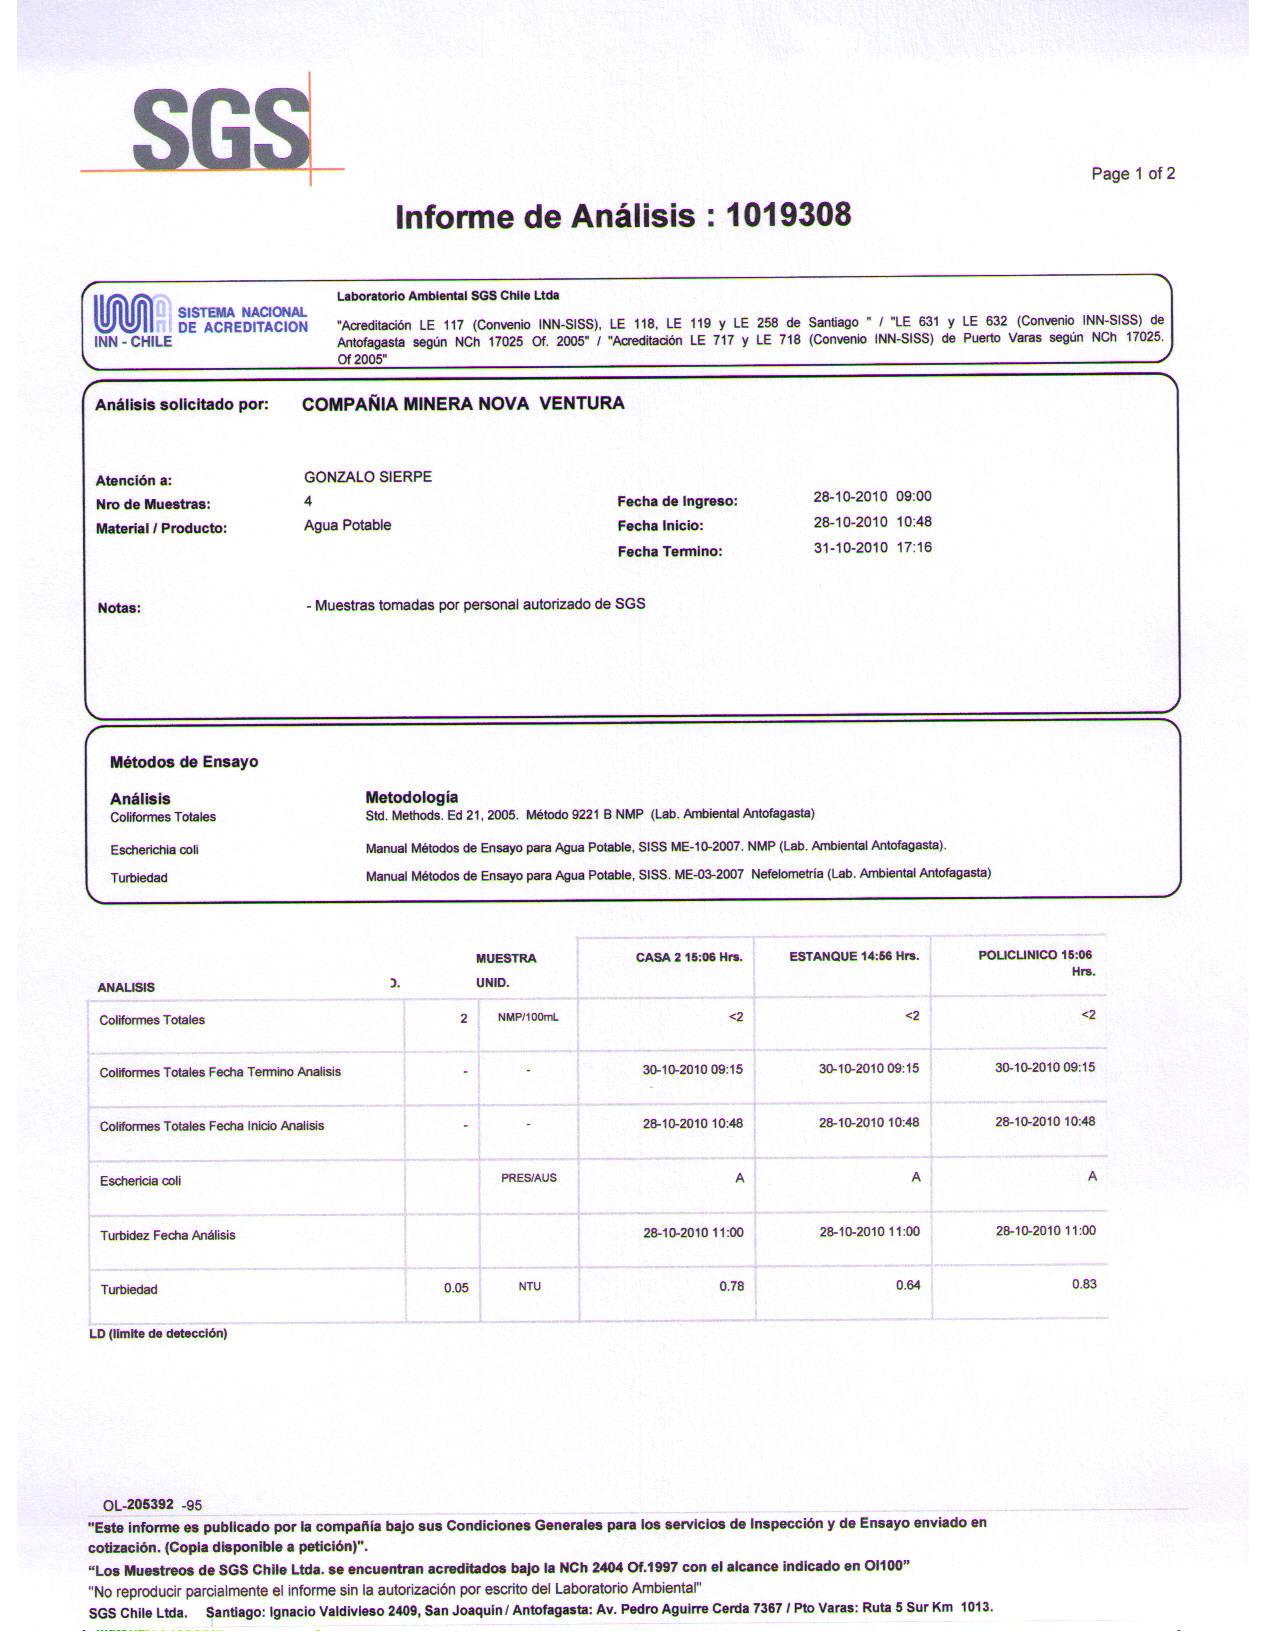 SGS
Page 1 of 2
Informe de Análisis : 1019308
INN - CHILE
SISTEMA NACIONAL
DE ACREDITACION
Laboratorio Ambiental SGS Chile Ltda
"Acreditación LE 117 (Convenio INN-SISS), LE 118, LE 119 y LE 258 de Santiago " / "LE 631 y LE 632 (Convenio INN-SISS) de
Antofagasta según NCh 17025 Of. 2005" / "Acreditación LE 717 y LE 718 (Convenio INN-SISS) de Puerto Varas según NCh 17025.
Of 2005"
Análisis solicitado por: COMPAÑIA MINERA NOVA VENTURA
Atención a: GONZALO SIERPE
Nro de Muestras: 4 Fecha de Ingreso: 28-10-2010 09:00
Material / Producto: Agua Potable Fecha Inicio: 28-10-2010 10:48
Fecha Termino: 31-10-2010 17:16
Notas: - Muestras tomadas por personal autorizado de SGS
Métodos de Ensayo
Análisis Metodología
Coliformes Totales Std. Methods. Ed 21, 2005. Método 9221 B NMP (Lab. Ambiental Antofagasta)
Escherichia coli Manual Métodos de Ensayo para Agua Potable, SISS ME-10-2007. NMP (Lab. Ambiental Antofagasta).
Turbiedad Manual Métodos de Ensayo para Agua Potable, SISS. ME-03-2007 Nefelometría (Lab. Ambiental Antofagasta)
MUESTRA CASA 2 15:06 Hrs. ESTANQUE 14:56 Hrs. POLICLINICO 15:06
Hrs.
ANALISIS UNID.
Coliformes Totales 2 NMP/100mL <2 <2 <2
Coliformes Totales Fecha Termino Analisis - - 30-10-2010 09:15 30-10-2010 09:15 30-10-2010 09:15
Coliformes Totales Fecha Inicio Analisis - - 28-10-2010 10:48 28-10-2010 10:48 28-10-2010 10:48
Eschericia coli PRES/AUS A A A
Turbidez Fecha Análisis 28-10-2010 11:00 28-10-2010 11:00 28-10-2010 11:00
Turbiedad 0.05 NTU 0.78 0.64 0.83
LD (limite de detección)
OL-205392 -95
"Este informe es publicado por la compañía bajo sus Condiciones Generales para los servicios de Inspección y de Ensayo enviado en
cotización. (Copia disponible a petición)".
“Los Muestreos de SGS Chile Ltda. se encuentran acreditados bajo la NCh 2404 Of.1997 con el alcance indicado en OI100”
"No reproducir parcialmente el informe sin la autorización por escrito del Laboratorio Ambiental"
SGS Chile Ltda. Santiago: Ignacio Valdivieso 2409, San Joaquin / Antofagasta: Av. Pedro Aguirre Cerda 7367 / Pto Varas: Ruta 5 Sur Km 1013.